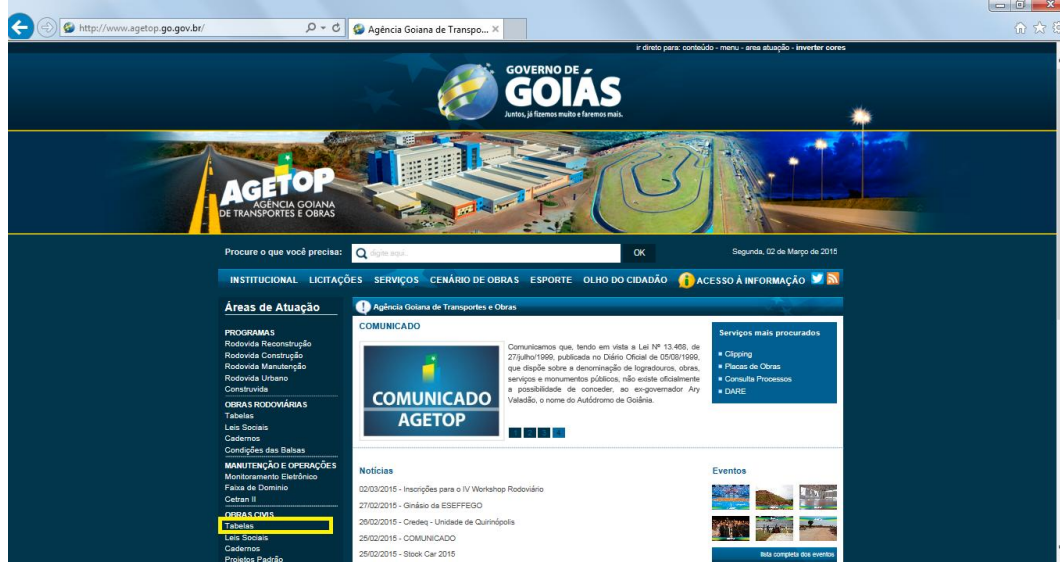 http://www.agetop.go.gov.br/
Agência Goiana de Transpo...
ir direto para: conteúdo - menu - area atuação - inverter cores
GOVERNO DE
GOIÁS
Juntos, já fizemos muito e faremos mais.
AGETOP
AGÊNCIA GOIANA
DE TRANSPORTES E OBRAS
Procure o que você precisa:
digite aqui...
OK
Segunda, 02 de Março de 2015
INSTITUCIONAL LICITAÇÕES SERVIÇOS CENÁRIO DE OBRAS ESPORTE OLHO DO CIDADÃO ACESSO À INFORMAÇÃO
Áreas de Atuação
PROGRAMAS
Rodovida Reconstrução
Rodovida Construção
Rodovida Manutenção
Rodovida Urbano
Construvida
OBRAS RODOVIÁRIAS
Tabelas
Leis Sociais
Cadernos
Condições das Balsas
MANUTENÇÃO E OPERAÇÕES
Monitoramento Eletrônico
Faixa de Domínio
Cetran II
OBRAS CIVIS
Tabelas
Leis Sociais
Cadernos
Projetos Padrão
Agência Goiana de Transportes e Obras
COMUNICADO
COMUNICADO
AGETOP
Comunicamos que, tendo em vista a Lei Nº 13.468, de
27/julho/1999, publicada no Diário Oficial de 05/08/1999,
que dispõe sobre a denominação de logradouros, obras,
serviços e monumentos públicos, não existe oficialmente
a possibilidade de conceder, ao ex-governador Ary
Valadão, o nome do Autódromo de Goiânia.
1 2 3 4
Serviços mais procurados
Clipping
Placas de Obras
Consulta Processos
DARE
Notícias
02/03/2015 - Inscrições para o IV Workshop Rodoviário
27/02/2015 - Ginásio da ESEFFEGO
26/02/2015 - Credeq - Unidade de Quirinópolis
25/02/2015 - COMUNICADO
25/02/2015 - Stock Car 2015
Eventos
lista completa dos eventos